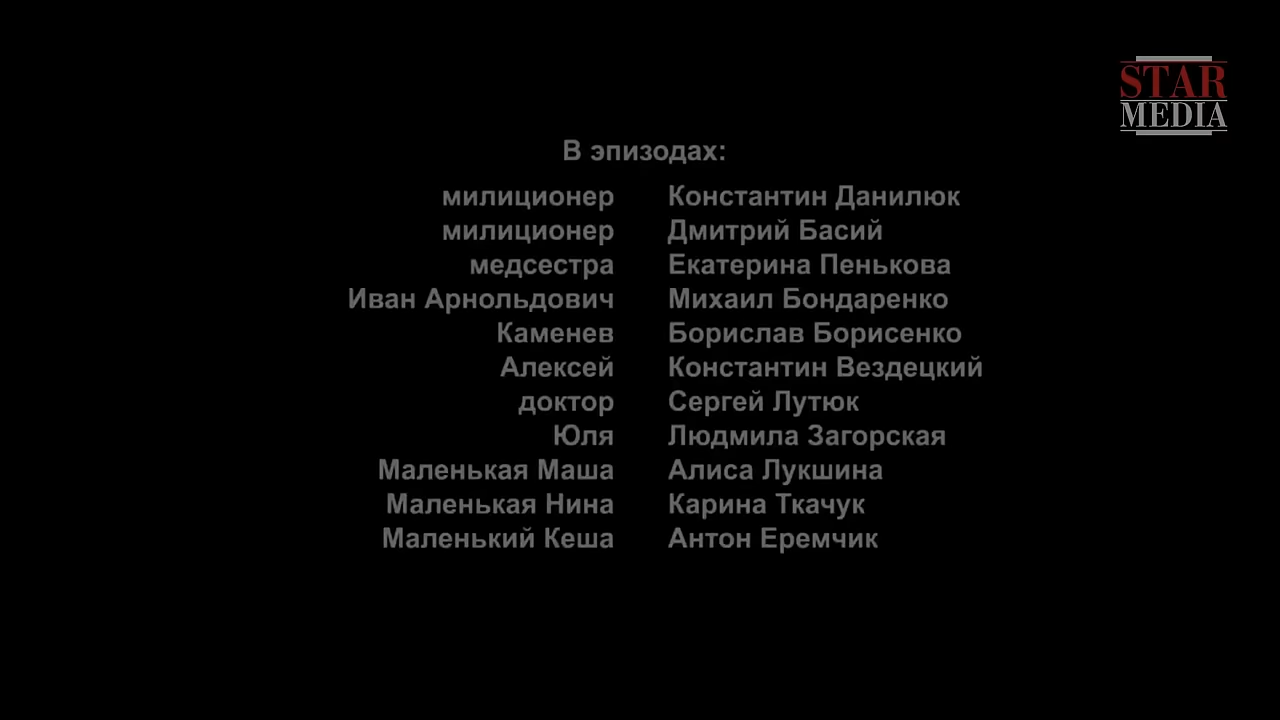 STAR
MEDIA
В эпизодах:
милиционер Константин Данилюк
милиционер Дмитрий Басий
медсестра Екатерина Пенькова
Иван Арнольдович Михаил Бондаренко
Каменев Борислав Борисенко
Алексей Константин Вездецкий
доктор Сергей Лутюк
Юля Людмила Загорская
Маленькая Маша Алиса Лукшина
Маленькая Нина Карина Ткачук
Маленький Кеша Антон Еремчик